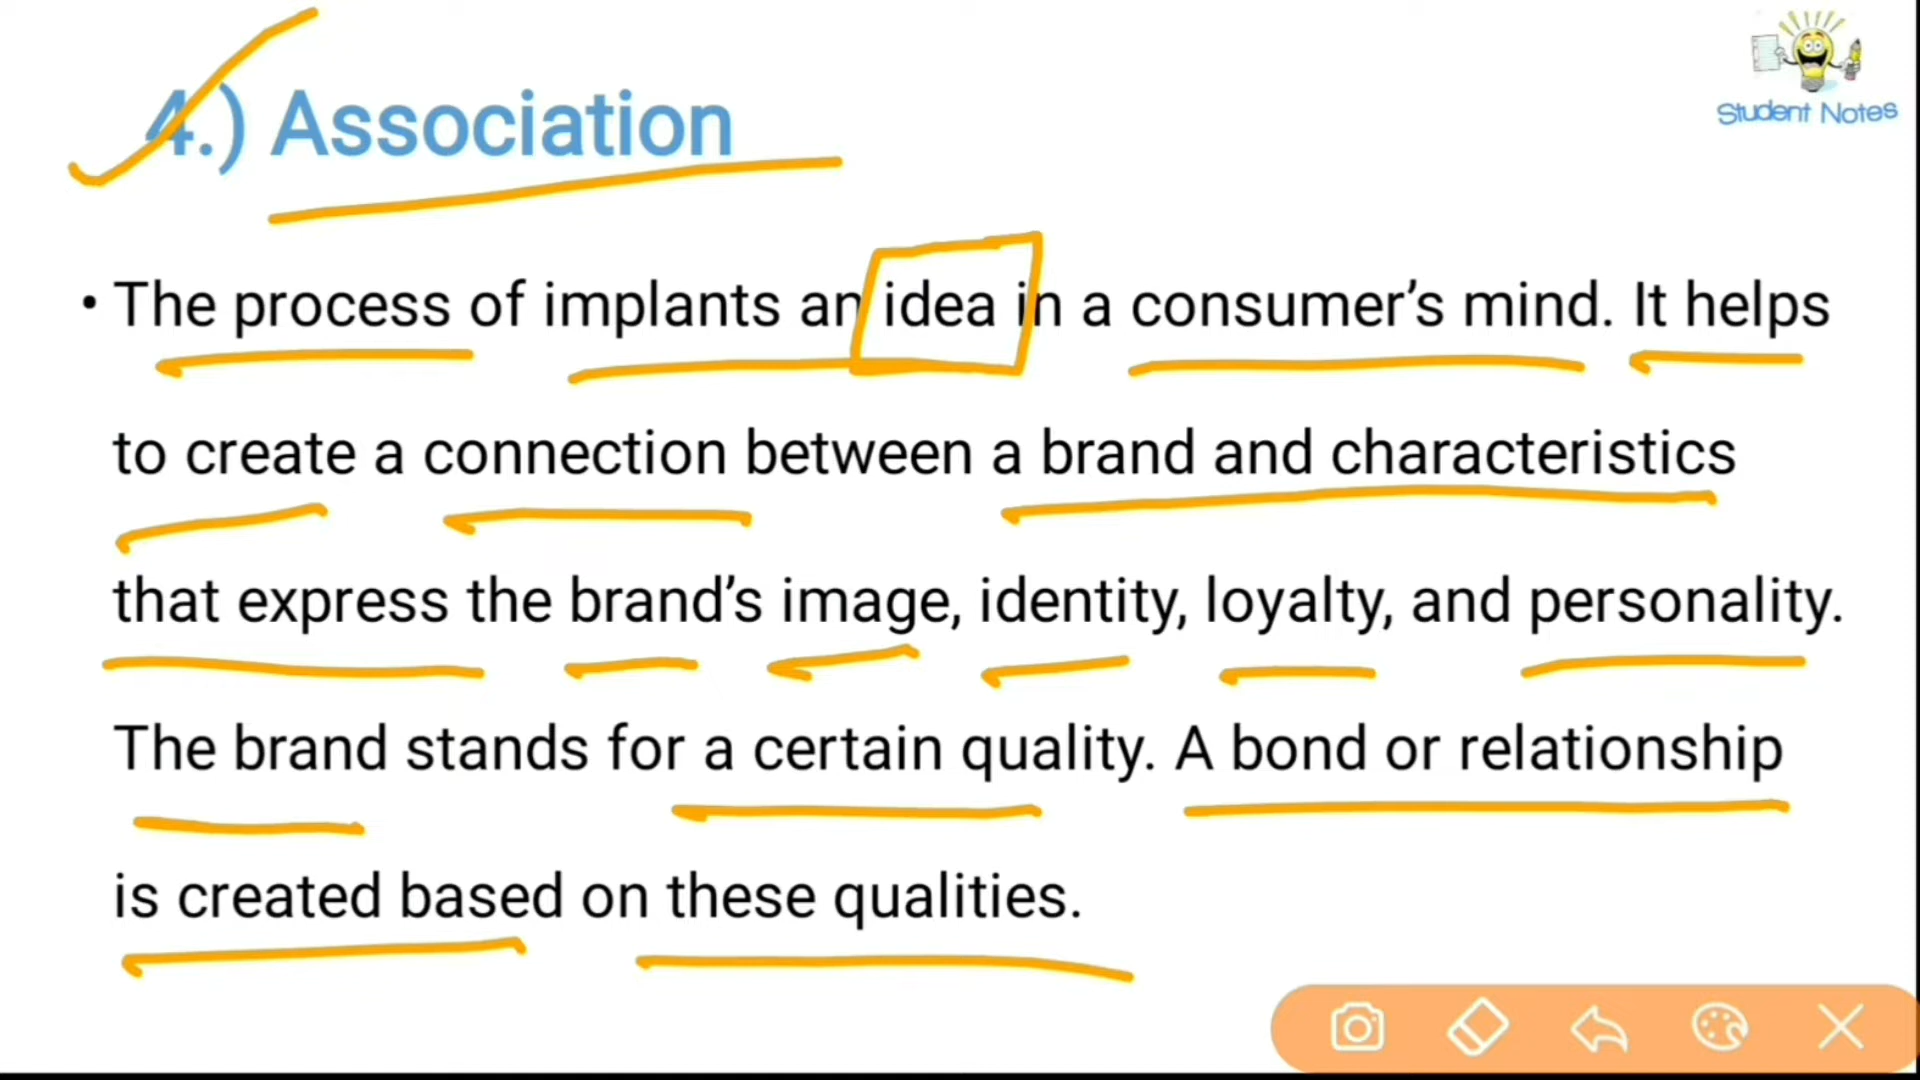 Student Notes
4.) Association
• The process of implants an idea in a consumer’s mind. It helps
to create a connection between a brand and characteristics
that express the brand’s image, identity, loyalty, and personality.
The brand stands for a certain quality. A bond or relationship
is created based on these qualities.